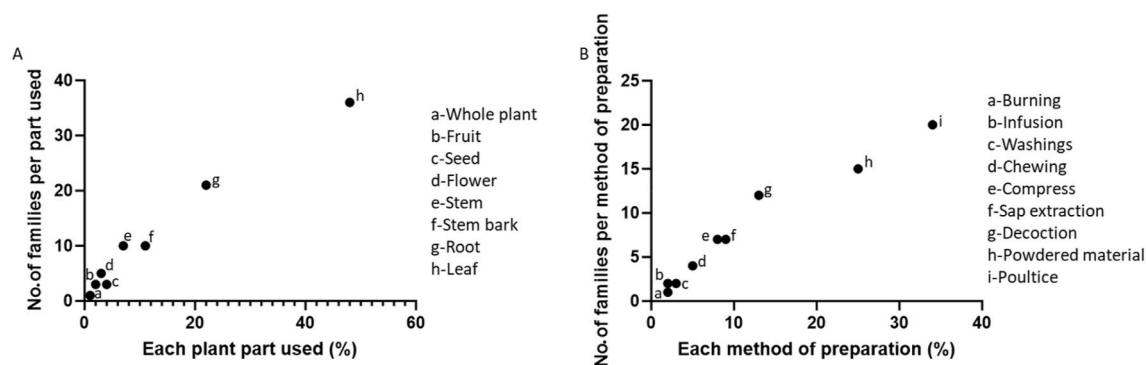 A
No.of families per part used
40
30
20
10
0
h
g
e
f
d
b
c
a
0
20
40
60
Each plant part used (%)
a-Whole plant
b-Fruit
c-Seed
d-Flower
e-Stem
f-Stem bark
g-Root
h-Leaf
B
No.of families per method of preparation
25
20
15
10
5
0
i
h
g
e
f
d
b
c
a
0
10
20
30
40
Each method of preparation (%)
a-Burning
b-Infusion
c-Washings
d-Chewing
e-Compress
f-Sap extraction
g-Decoction
h-Powdered material
i-Poultice